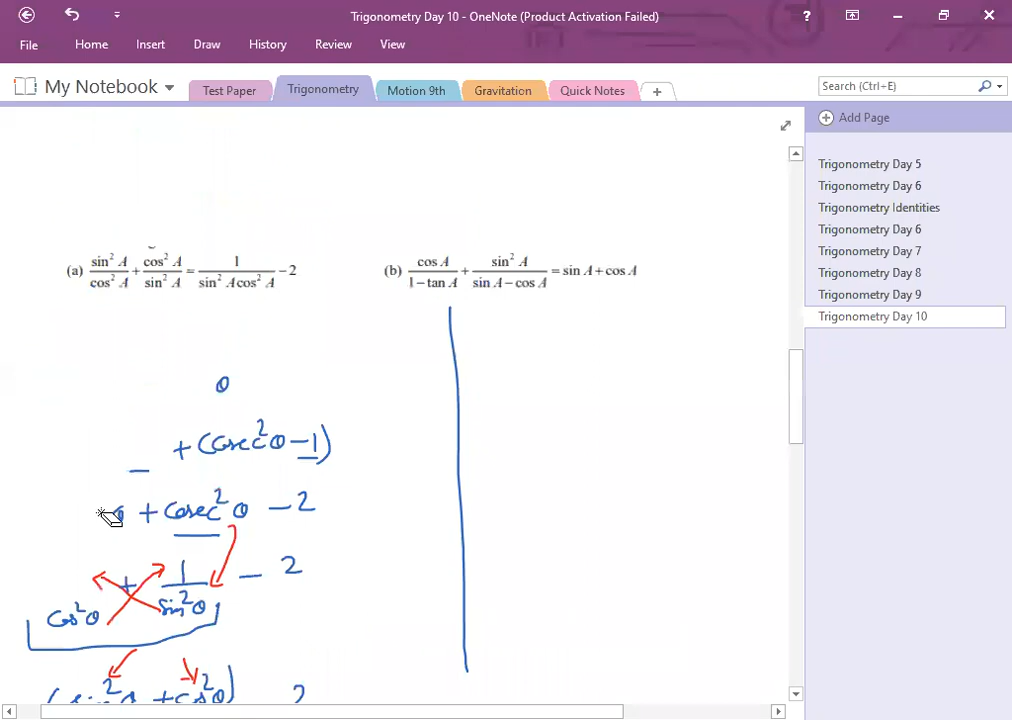 Trigonometry Day 10 - OneNote (Product Activation Failed)
?
File Home Insert Draw History Review View
My Notebook Test Paper Trigonometry Motion 9th Gravitation Quick Notes + Search (Ctrl+E)
Add Page
Trigonometry Day 5
Trigonometry Day 6
Trigonometry Identities
Trigonometry Day 6
Trigonometry Day 7
Trigonometry Day 8
Trigonometry Day 9
Trigonometry Day 10
(a) sin² A/cos² A + cos² A/sin² A = 1/(sin² A cos² A) − 2
(b) cos A/(1 − tan A) + sin² A/(sin A − cos A) = sin A + cos A
θ
+ (cosec²θ − 1)
+ cosec²θ − 2
+ 1/sin²θ − 2
cos²θ
+ cos²θ) 2